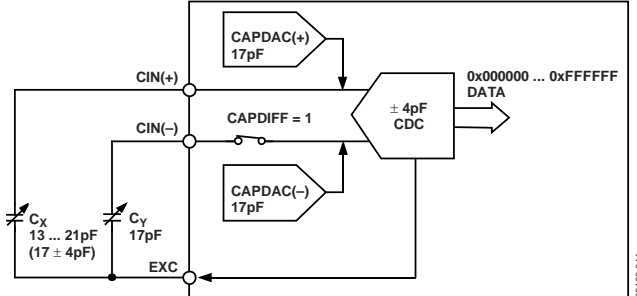 CAPDAC(+)
17pF
CIN(+)
0x000000 ... 0xFFFFFF
DATA
± 4pF
CDC
CAPDIFF = 1
CIN(–)
CAPDAC(–)
17pF
CX
13 ... 21pF
(17 ± 4pF)
CY
17pF
EXC